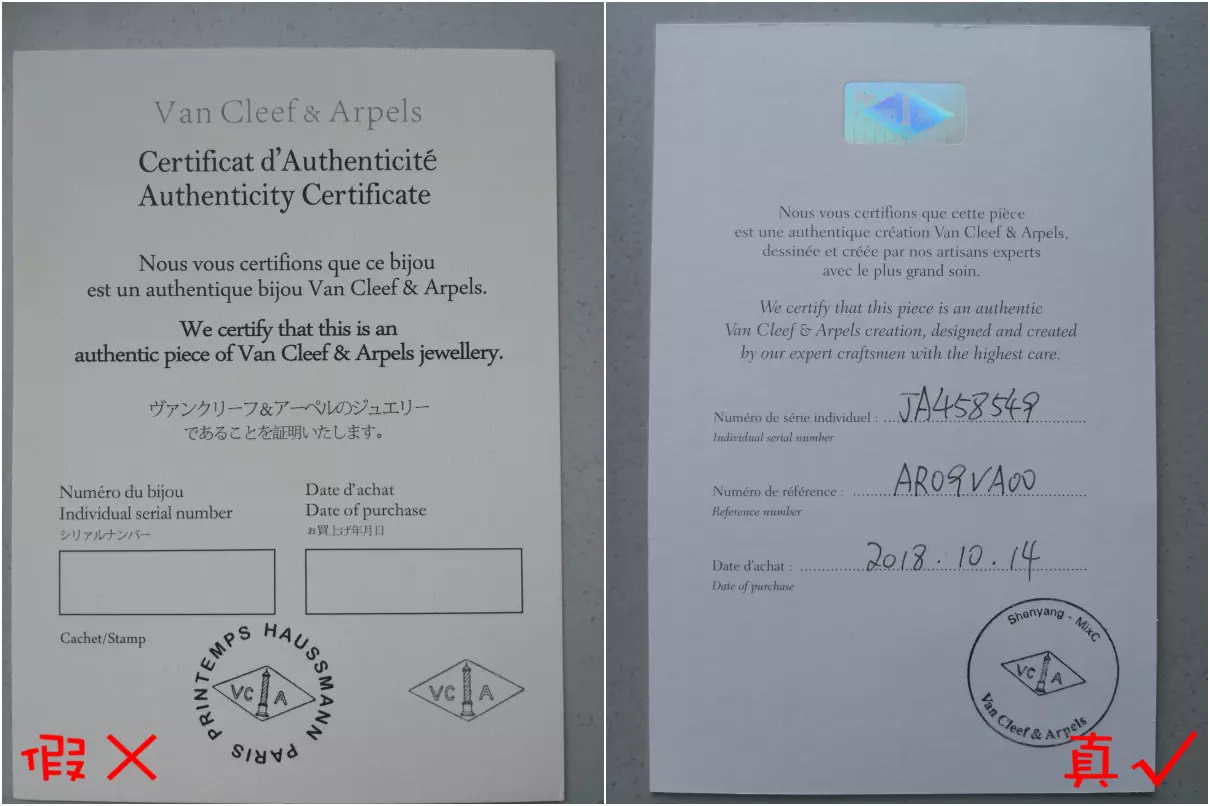 Van Cleef & Arpels
Certificat d'Authenticité
Authenticity Certificate
Nous vous certifions que ce bijou
est un authentique bijou Van Cleef & Arpels.
We certify that this is an
authentic piece of Van Cleef & Arpels jewellery.
ヴァンクリーフ&アーペルのジュエリー
であることを証明いたします。
Numéro du bijou
Individual serial number
シリアルナンバー
Date d'achat
Date of purchase
お買上げ年月日
Cachet/Stamp
PRINTEMPS HAUSSMANN PARIS
VC A
VC A
假 ×
Nous vous certifions que cette pièce
est une authentique création Van Cleef & Arpels,
dessinée et créée par nos artisans experts
avec le plus grand soin.
We certify that this piece is an authentic
Van Cleef & Arpels creation, designed and created
by our expert craftsmen with the highest care.
Numéro de série individuel : JA458549
Individual serial number
Numéro de référence : AR09VA00
Reference number
Date d'achat : 2018.10.14
Date of purchase
Shenyang - MixC
VC A
Van Cleef & Arpels
真 ✓